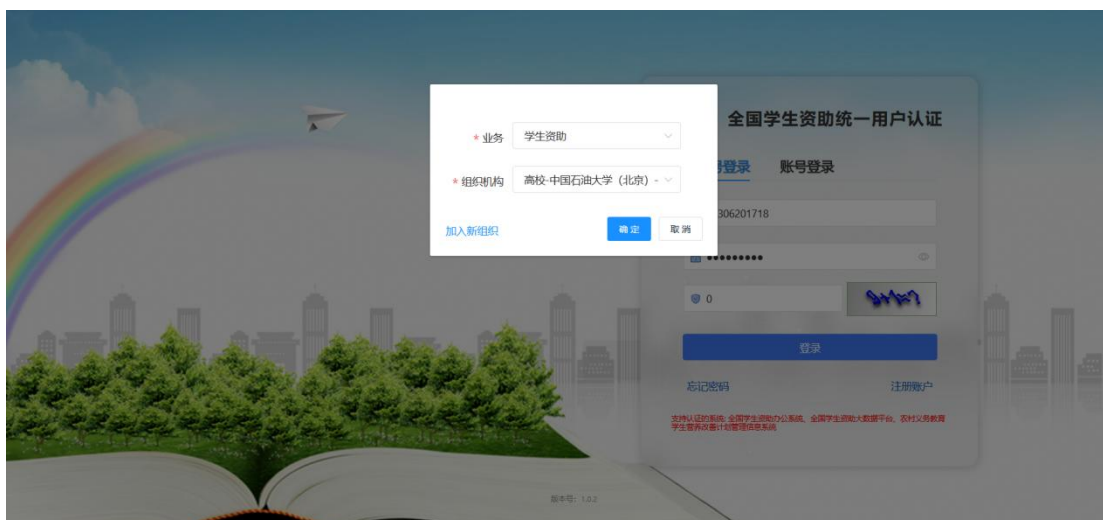 全国学生资助统一用户认证
* 业务 学生资助
* 组织机构 高校-中国石油大学（北京）-
加入新组织 确定 取消
号登录 账号登录
306201718
•••••••••
0
登录
忘记密码 注册账户
支持认证的系统: 全国学生资助办公系统、全国学生资助大数据平台、农村义务教育
学生营养改善计划管理信息系统
版本号：1.0.2